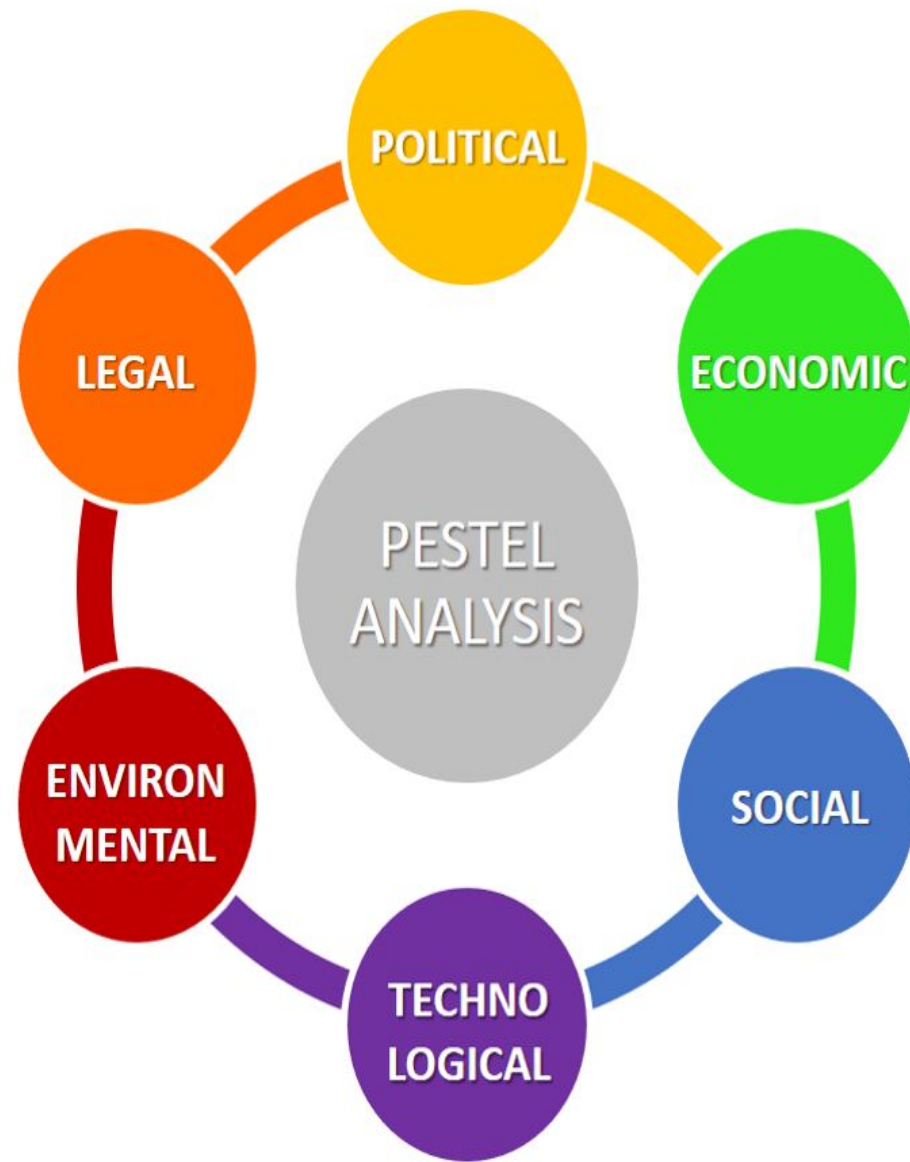 POLITICAL
ECONOMIC
SOCIAL
TECHNO
LOGICAL
ENVIRON
MENTAL
LEGAL
PESTEL
ANALYSIS